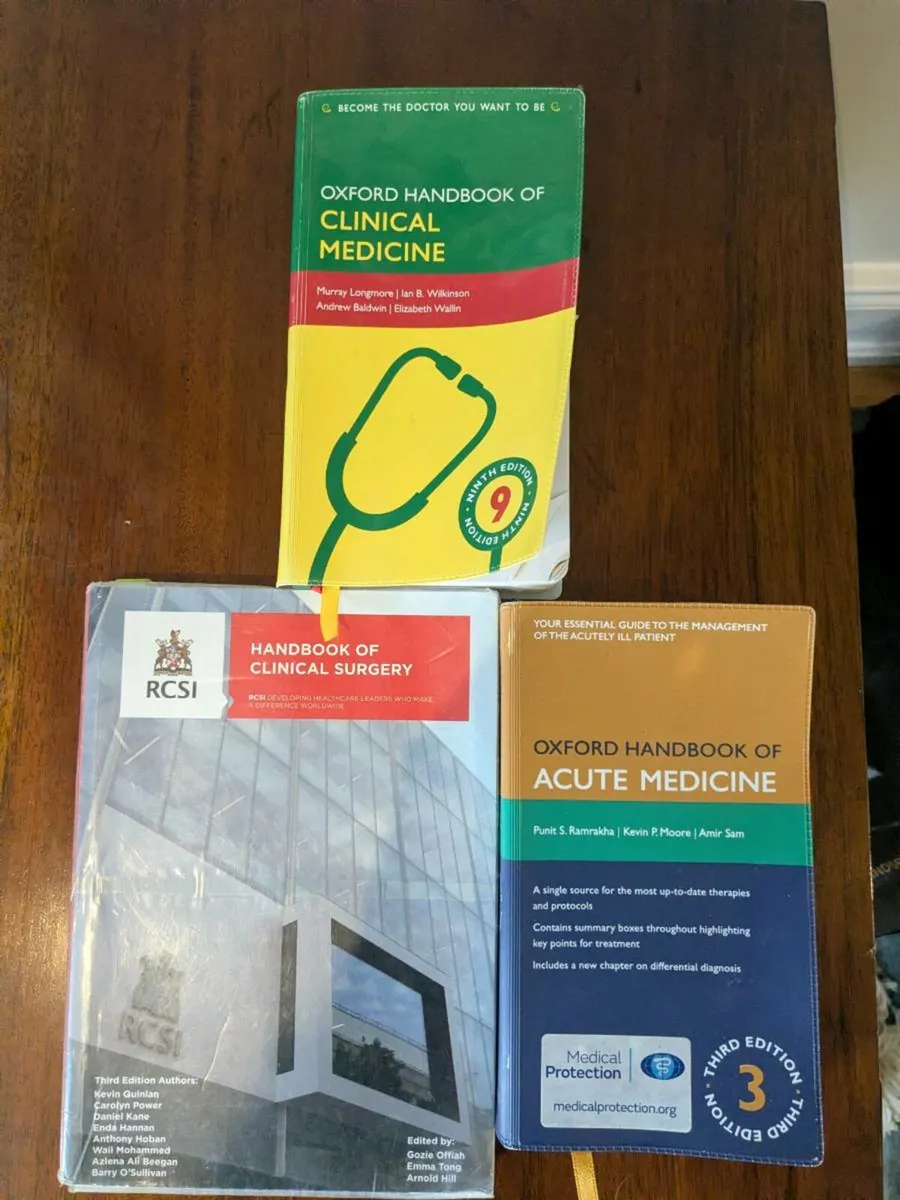 BECOME THE DOCTOR YOU WANT TO BE
OXFORD HANDBOOK OF
CLINICAL
MEDICINE
Murray Longmore | Ian B. Wilkinson
Andrew Baldwin | Elizabeth Wallin
NINTH EDITION • NINTH EDITION •
9
RCSI
HANDBOOK OF
CLINICAL SURGERY
RCSI DEVELOPING HEALTHCARE LEADERS WHO MAKE
A DIFFERENCE WORLDWIDE
RCSI
Third Edition Authors:
Kevin Quinlan
Carolyn Power
Daniel Kane
Enda Hannan
Anthony Hoban
Wail Mohammed
Azlena Ali Beegan
Barry O'Sullivan
Edited by:
Gozie Offiah
Emma Tong
Arnold Hill
YOUR ESSENTIAL GUIDE TO THE MANAGEMENT
OF THE ACUTELY ILL PATIENT
OXFORD HANDBOOK OF
ACUTE MEDICINE
Punit S. Ramrakha | Kevin P. Moore | Amir Sam
A single source for the most up-to-date therapies
and protocols
Contains summary boxes throughout highlighting
key points for treatment
Includes a new chapter on differential diagnosis
Medical
Protection
medicalprotection.org
THIRD EDITION • THIRD EDITION •
3